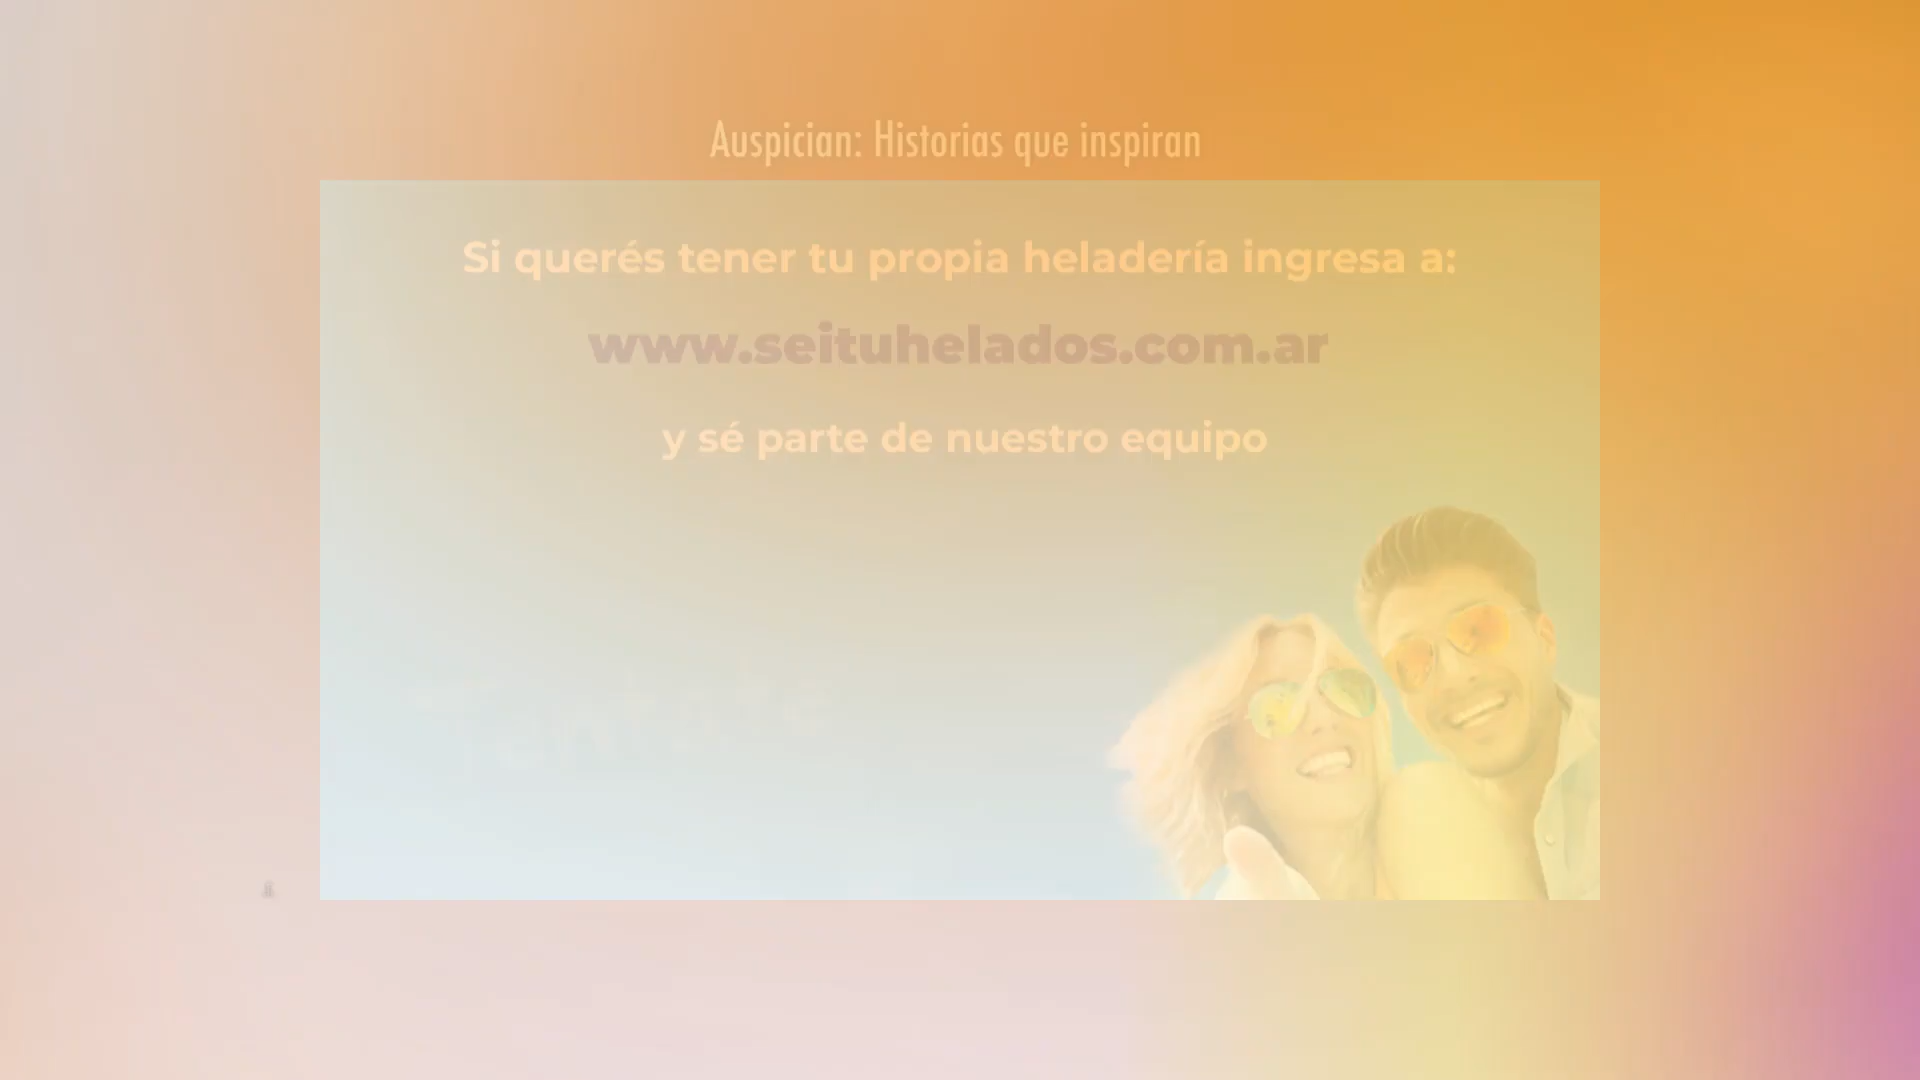 Auspician: Historias que inspiran
Si querés tener tu propia heladería ingresa a:
www.seituhelados.com.ar
y sé parte de nuestro equipo